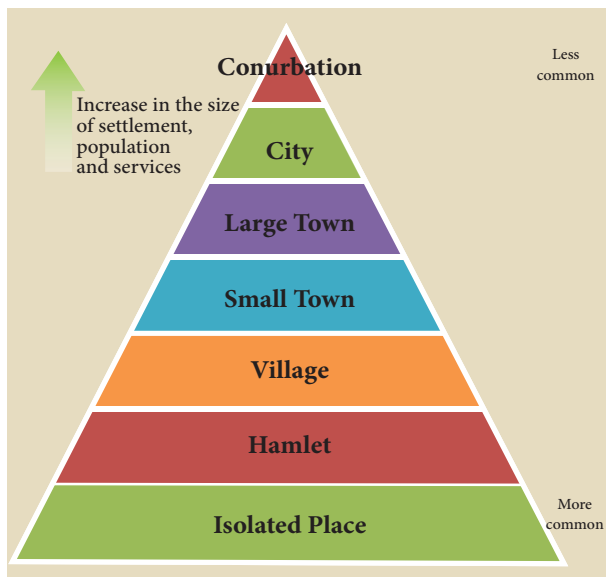 Conurbation
Less
common
Increase in the size
of settlement,
population
and services
City
Large Town
Small Town
Village
Hamlet
More
common
Isolated Place